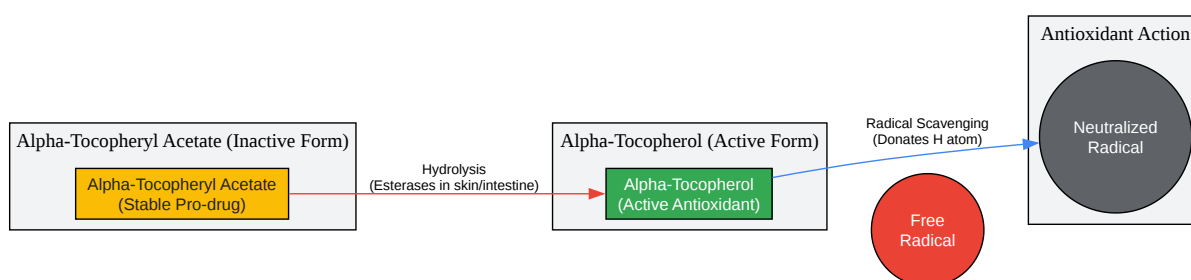 Alpha-Tocopheryl Acetate (Inactive Form)
Alpha-Tocopheryl Acetate
(Stable Pro-drug)
Hydrolysis
(Esterases in skin/intestine)
Alpha-Tocopherol (Active Form)
Alpha-Tocopherol
(Active Antioxidant)
Radical Scavenging
(Donates H atom)
Free
Radical
Antioxidant Action
Neutralized
Radical